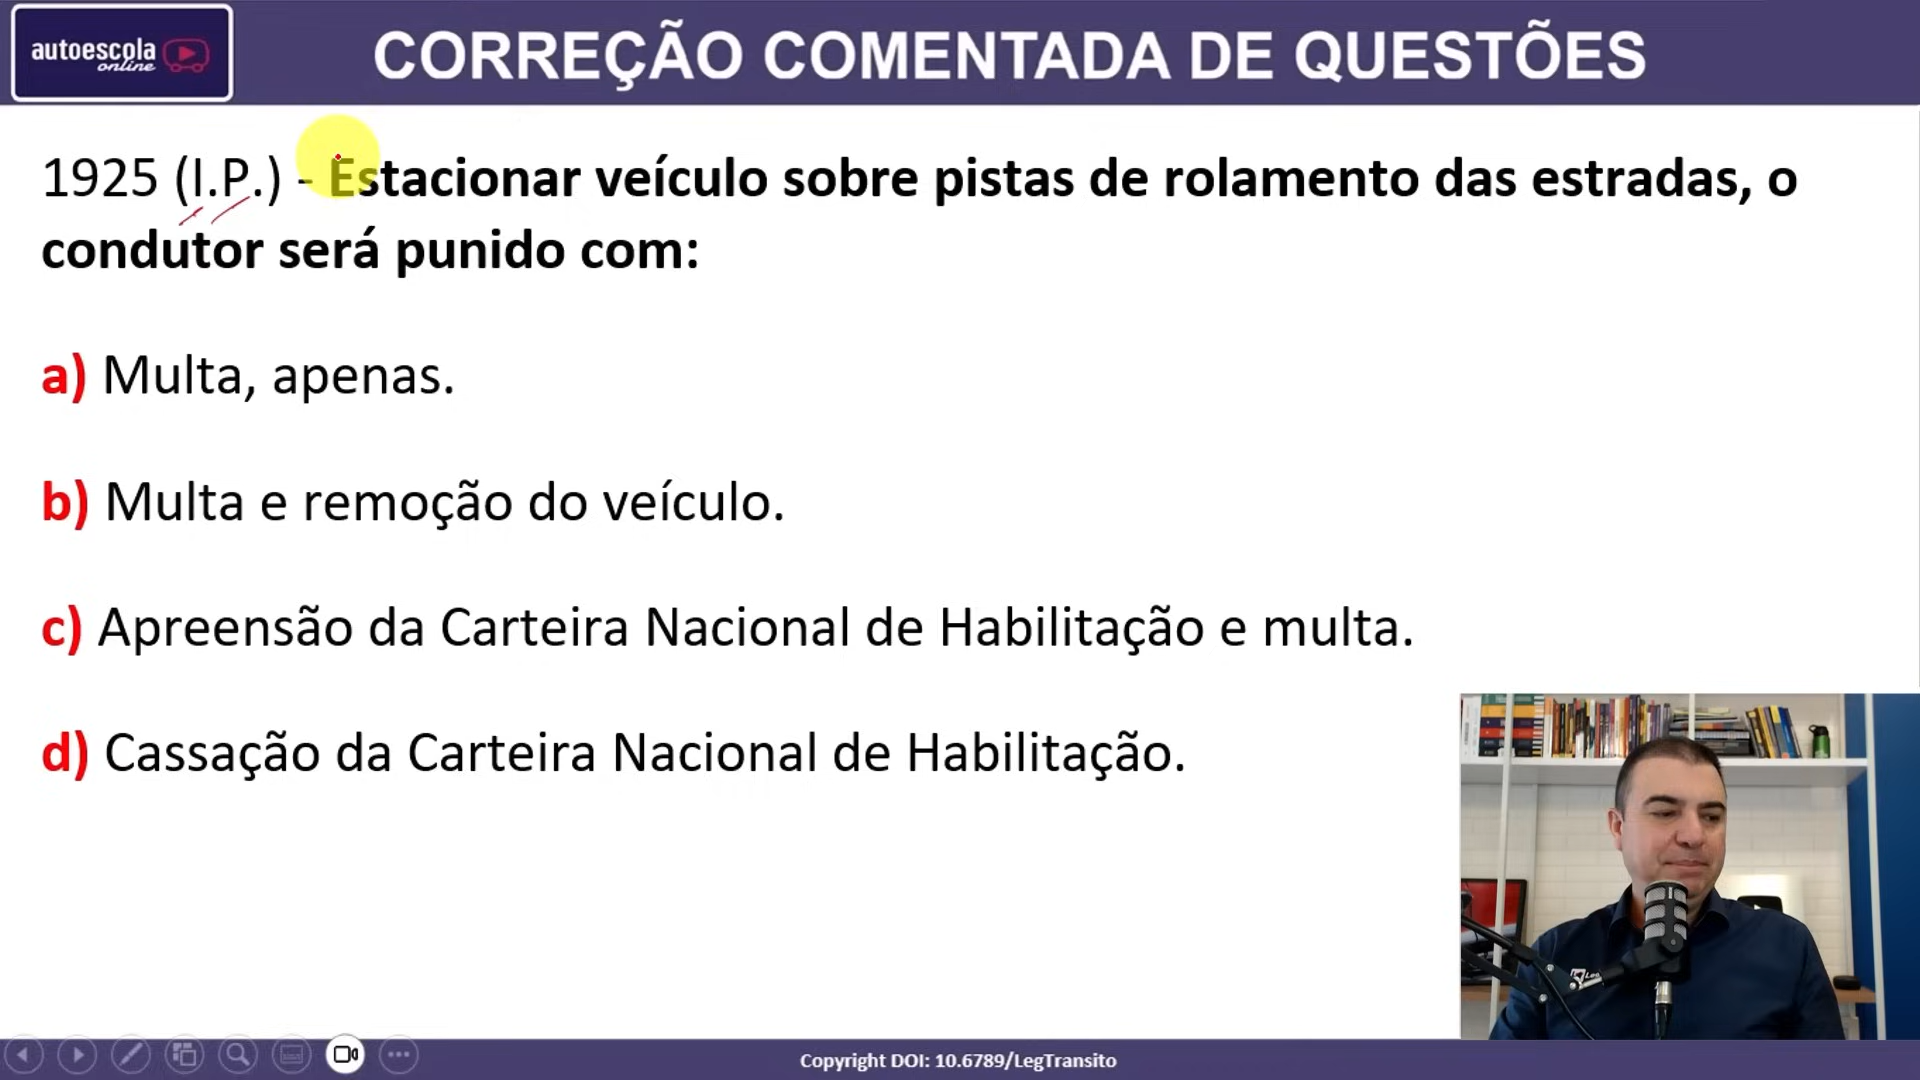 autoescola
online
CORREÇÃO COMENTADA DE QUESTÕES
1925 (I.P.) - Estacionar veículo sobre pistas de rolamento das estradas, o
condutor será punido com:
a) Multa, apenas.
b) Multa e remoção do veículo.
c) Apreensão da Carteira Nacional de Habilitação e multa.
d) Cassação da Carteira Nacional de Habilitação.
Copyright DOI: 10.6789/LegTransito